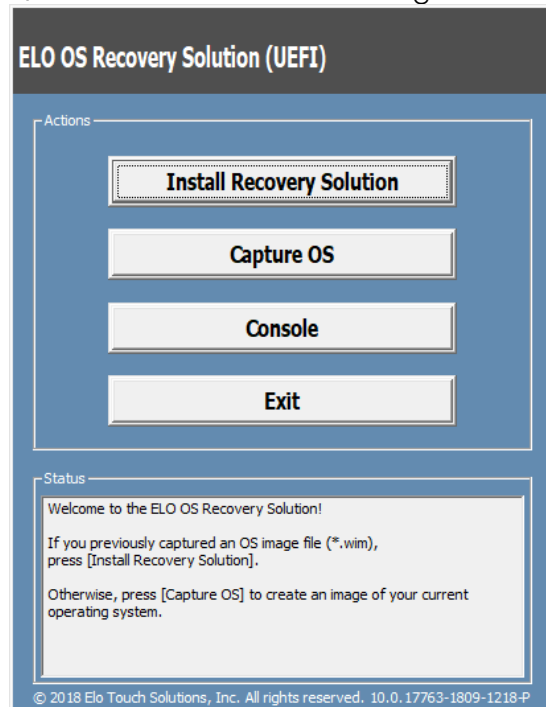 ELO OS Recovery Solution (UEFI)
Actions
Install Recovery Solution
Capture OS
Console
Exit
Status
Welcome to the ELO OS Recovery Solution!
If you previously captured an OS image file (*.wim),
press [Install Recovery Solution].
Otherwise, press [Capture OS] to create an image of your current
operating system.
© 2018 Elo Touch Solutions, Inc. All rights reserved. 10.0.17763-1809-1218-P